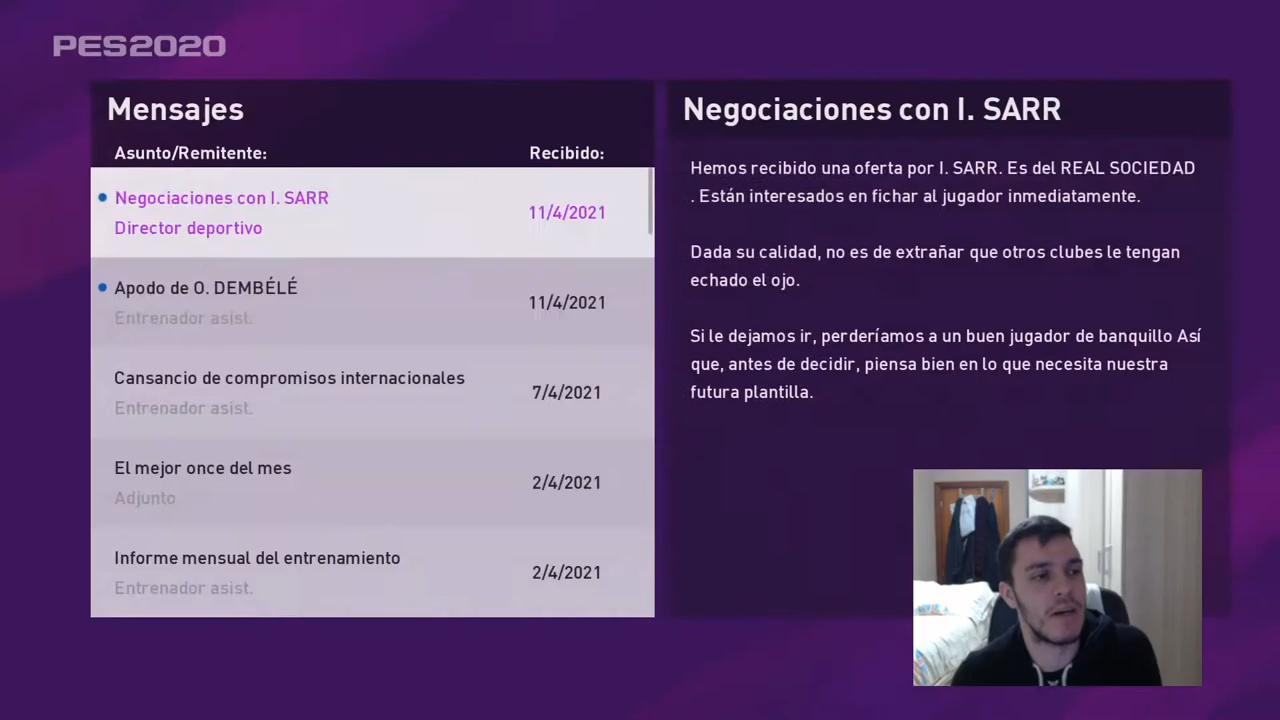 PES2020
Mensajes
Asunto/Remitente: Recibido:
Negociaciones con I. SARR
Director deportivo
11/4/2021
Apodo de O. DEMBÉLÉ
Entrenador asist.
11/4/2021
Cansancio de compromisos internacionales
Entrenador asist.
7/4/2021
El mejor once del mes
Adjunto
2/4/2021
Informe mensual del entrenamiento
Entrenador asist.
2/4/2021
Negociaciones con I. SARR
Hemos recibido una oferta por I. SARR. Es del REAL SOCIEDAD
. Están interesados en fichar al jugador inmediatamente.
Dada su calidad, no es de extrañar que otros clubes le tengan
echado el ojo.
Si le dejamos ir, perderíamos a un buen jugador de banquillo Así
que, antes de decidir, piensa bien en lo que necesita nuestra
futura plantilla.